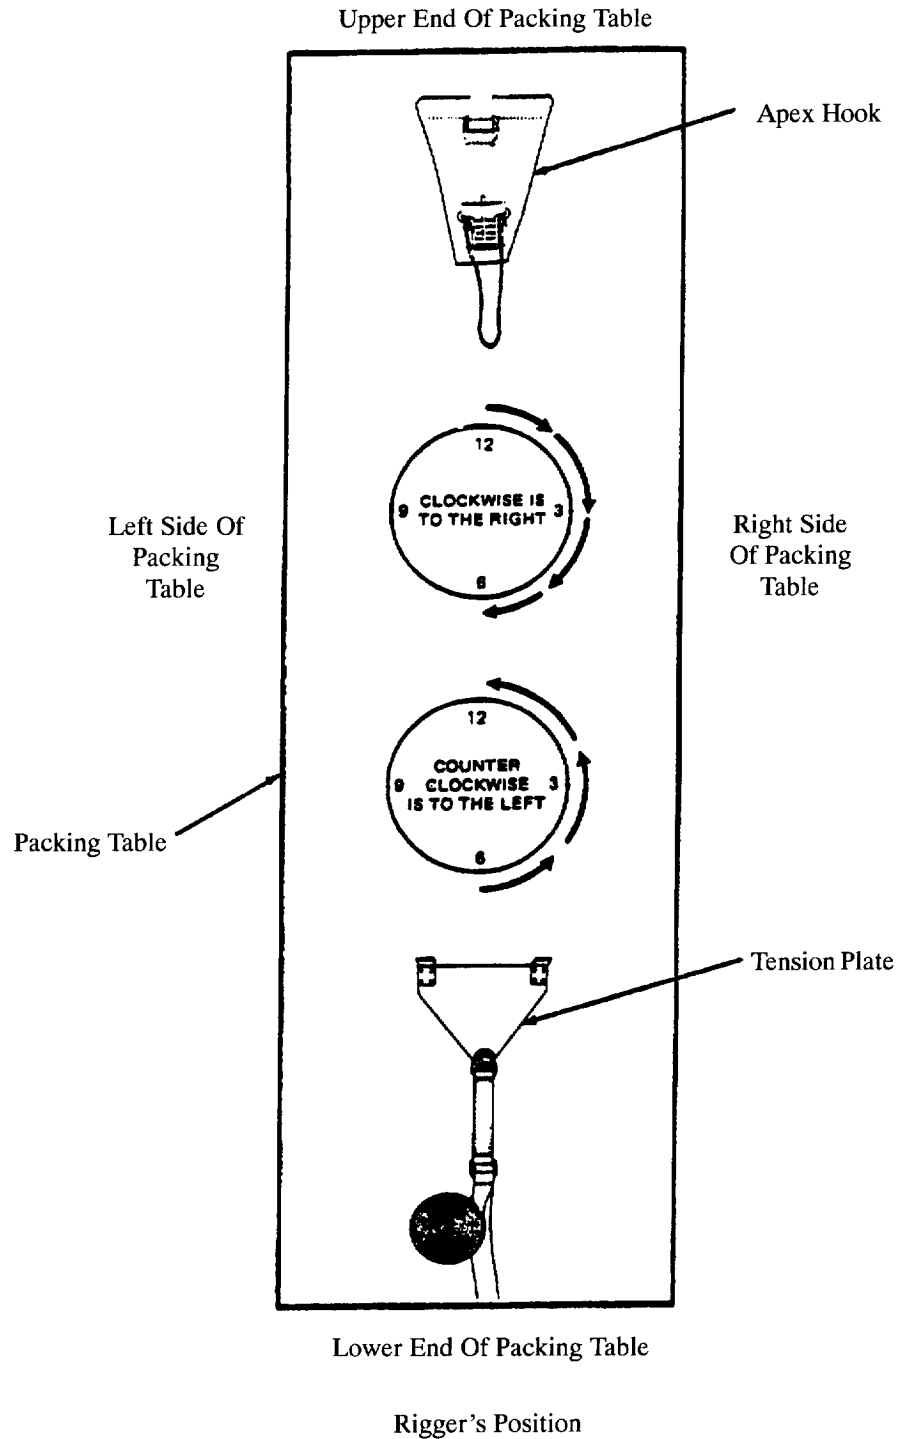 Upper End Of Packing Table
Apex Hook
12
9
CLOCKWISE IS
TO THE RIGHT
3
6
Left Side Of
Packing
Table
Right Side
Of Packing
Table
12
9
COUNTER
CLOCKWISE
IS TO THE LEFT
3
6
Packing Table
Tension Plate
Lower End Of Packing Table
Rigger's Position